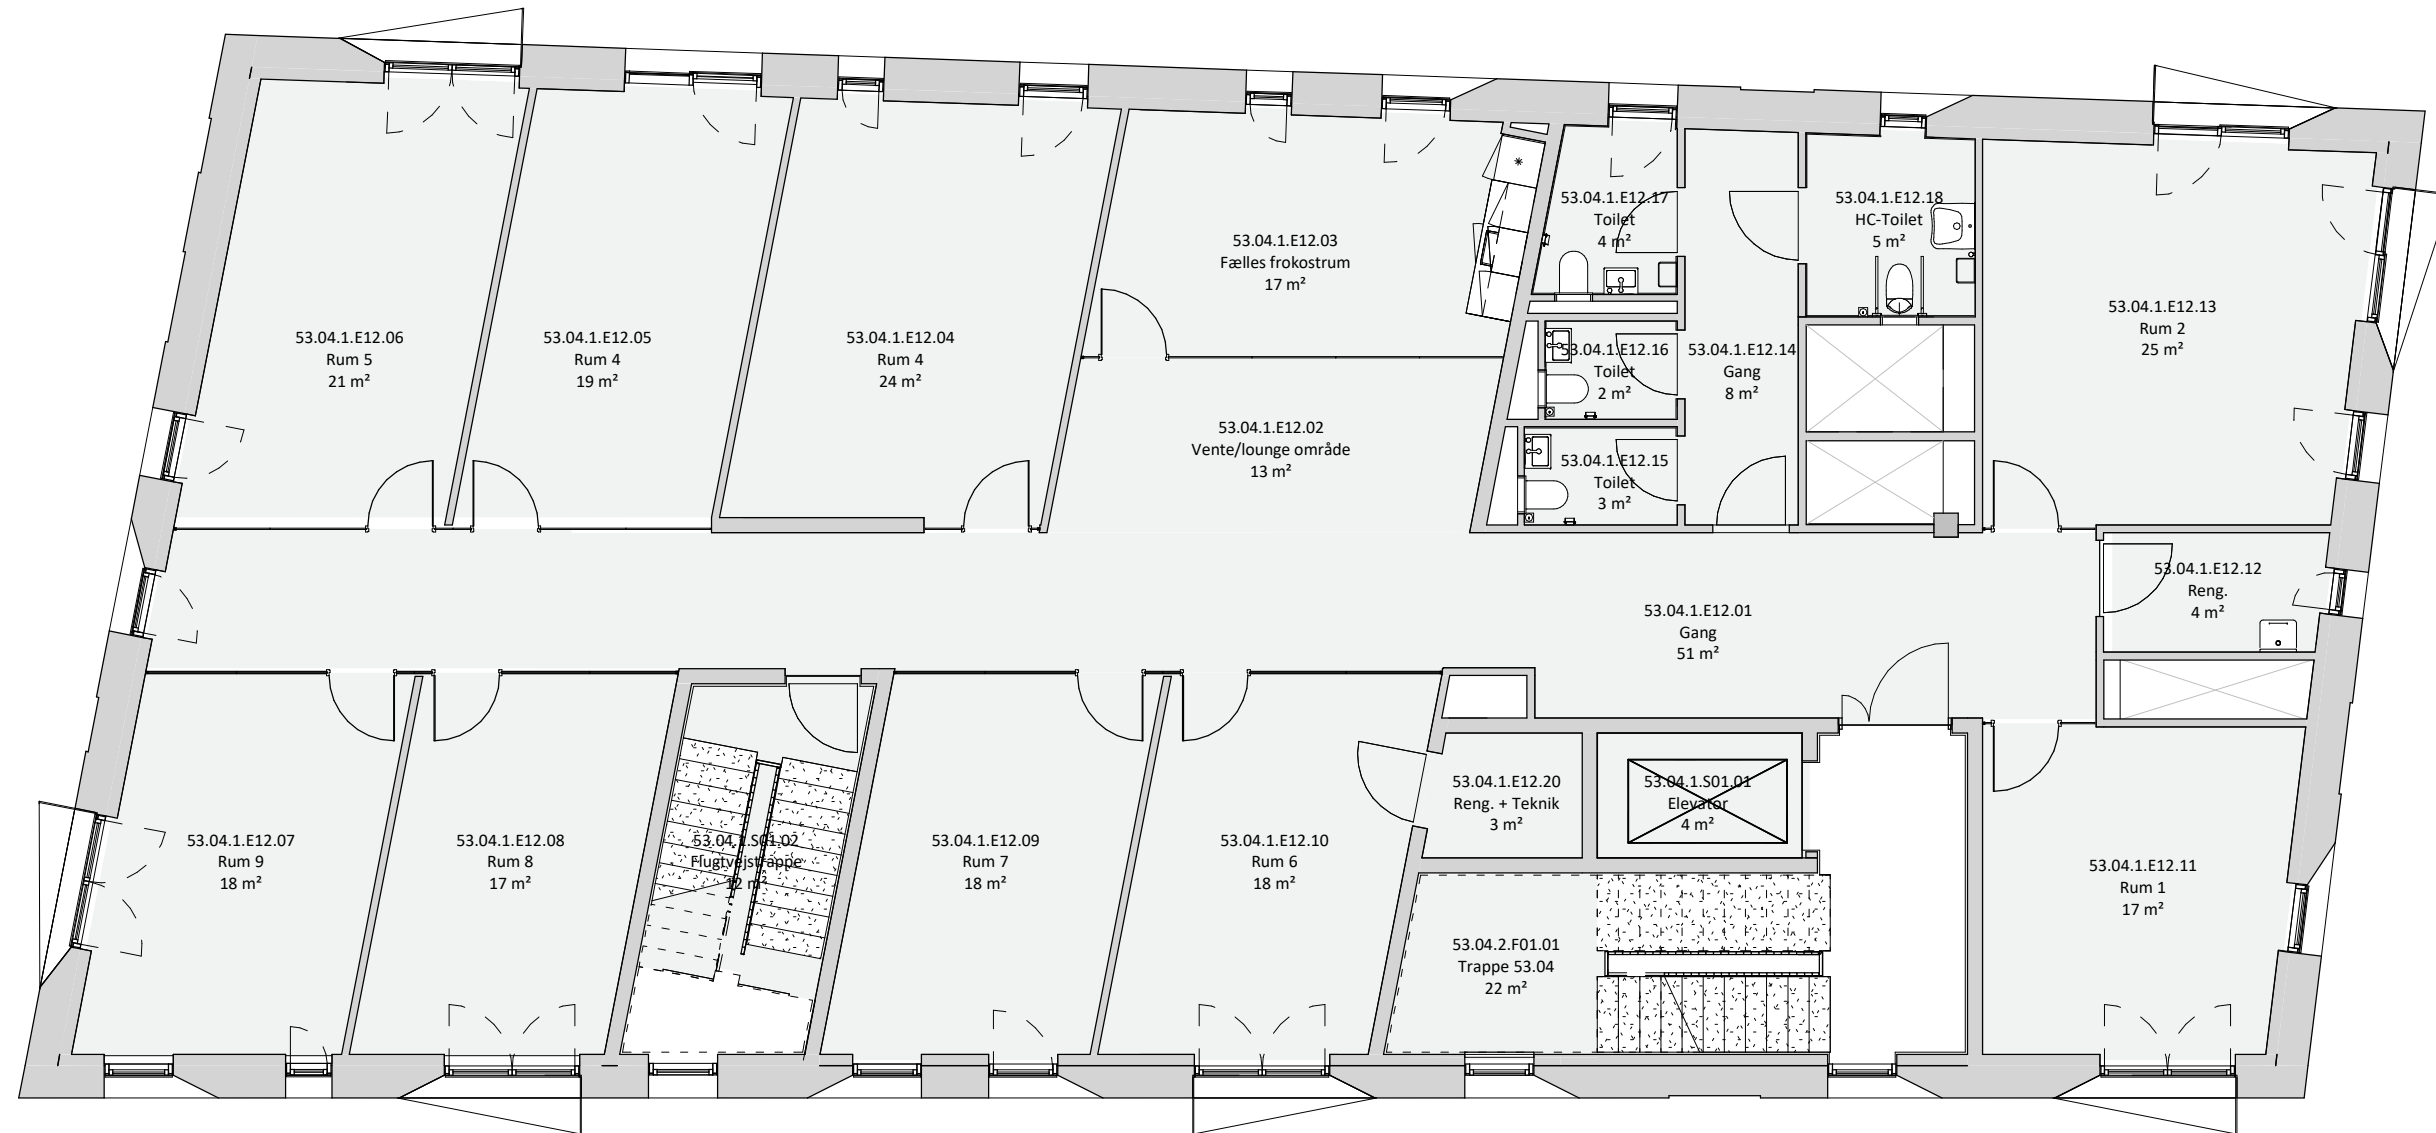 53.04.1.E12.17
Toilet
4 m²
53.04.1.E12.18
HC-Toilet
5 m²
53.04.1.E12.03
Fælles frokostrum
17 m²
53.04.1.E12.13
Rum 2
25 m²
53.04.1.E12.06
Rum 5
21 m²
53.04.1.E12.05
Rum 4
19 m²
53.04.1.E12.04
Rum 4
24 m²
53.04.1.E12.16
Toilet
2 m²
53.04.1.E12.14
Gang
8 m²
53.04.1.E12.02
Vente/lounge område
13 m²
53.04.1.E12.15
Toilet
3 m²
53.04.1.E12.12
Reng.
4 m²
53.04.1.E12.01
Gang
51 m²
53.04.1.E12.20
Reng. + Teknik
3 m²
53.04.1.S01.01
Elevator
4 m²
53.04.1.E12.07
Rum 9
18 m²
53.04.1.E12.08
Rum 8
17 m²
53.04.1.S01.02
Flugtvejstrappe
12 m²
53.04.1.E12.09
Rum 7
18 m²
53.04.1.E12.10
Rum 6
18 m²
53.04.1.E12.11
Rum 1
17 m²
53.04.2.F01.01
Trappe 53.04
22 m²